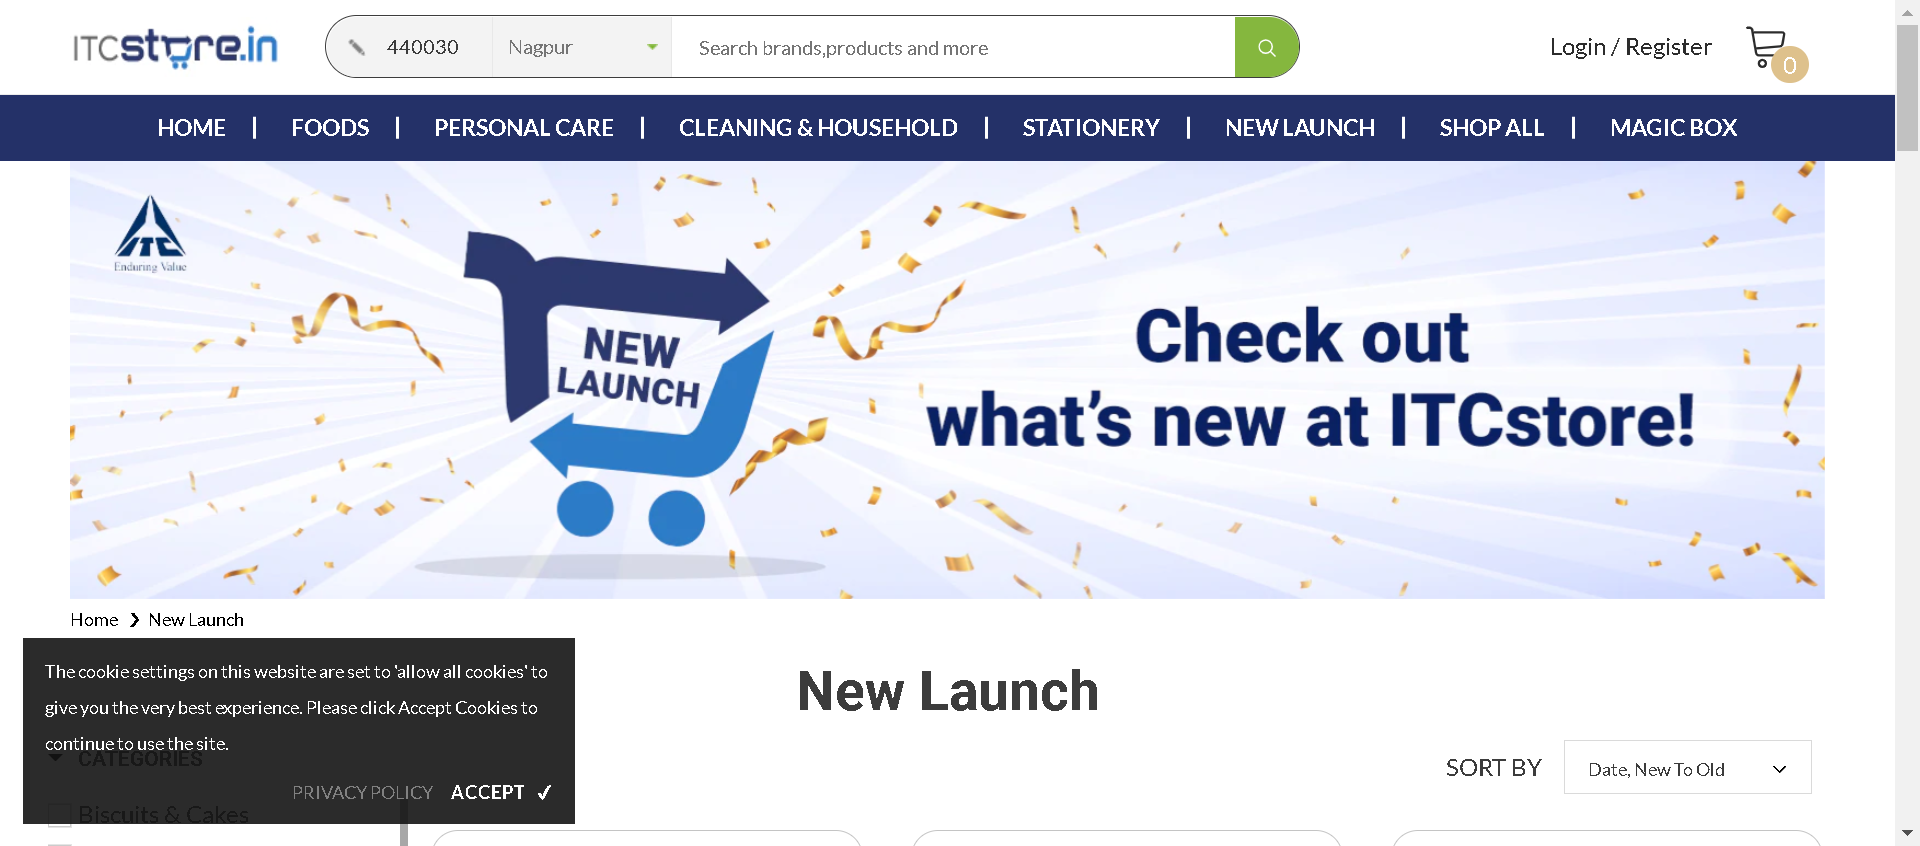 ITCstore.in
440030
Nagpur
Search brands,products and more
Login / Register
0
HOME | FOODS | PERSONAL CARE | CLEANING & HOUSEHOLD | STATIONERY | NEW LAUNCH | SHOP ALL | MAGIC BOX
ITC
Enduring Value
NEW
LAUNCH
Check out
what's new at ITCstore!
Home ❯ New Launch
The cookie settings on this website are set to 'allow all cookies' to
give you the very best experience. Please click Accept Cookies to
continue to use the site.
PRIVACY POLICY ACCEPT ✓
New Launch
CATEGORIES
Biscuits & Cakes
SORT BY
Date, New To Old